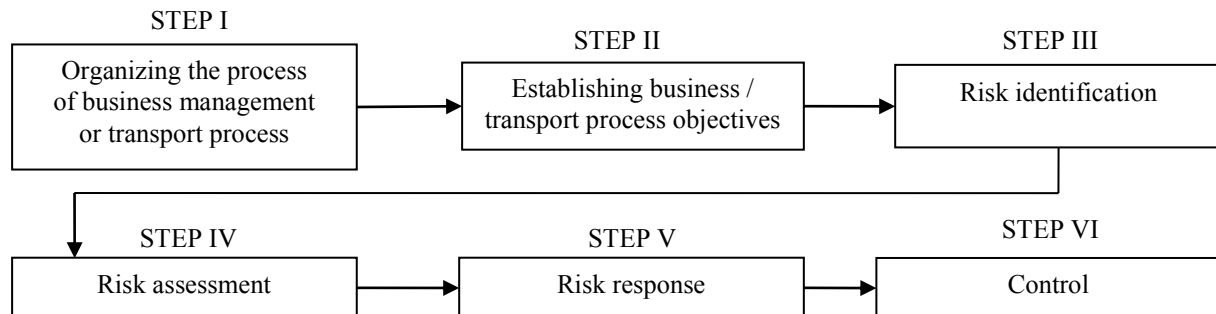 STEP I
Organizing the process
of business management
or transport process
STEP II
Establishing business /
transport process objectives
STEP III
Risk identification
STEP IV
Risk assessment
STEP V
Risk response
STEP VI
Control